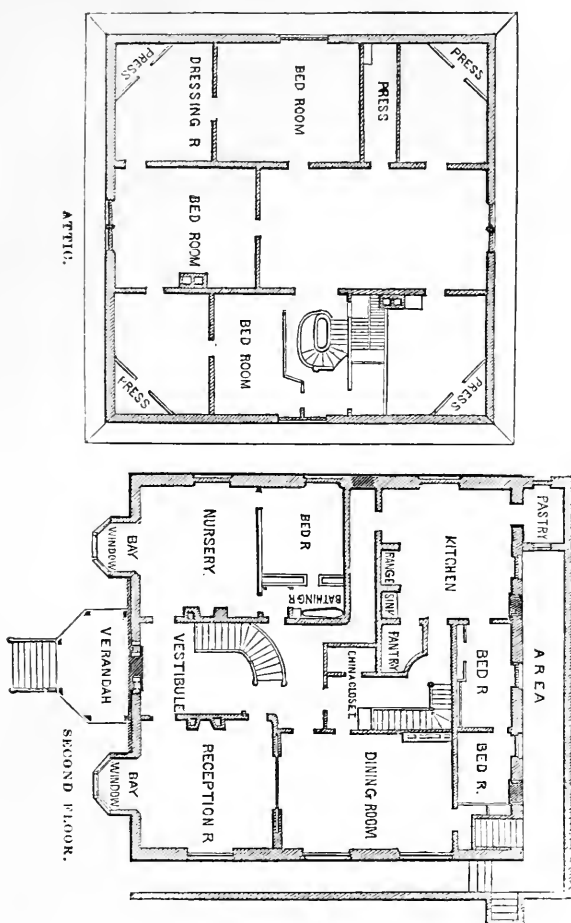 PRESS
PRESS
DRESSING R
BED ROOM
PRESS
BED ROOM
BED ROOM
PRESS
PRESS
ATTIC.
PASTRY
KITCHEN
AREA
BED R
NURSERY.
BAY
WINDOW
RANGE
SINK
BATHING R
PANTRY
BED R
CHINA CLOSET
VESTIBULE
VERANDAH
BED R.
DINING ROOM
RECEPTION R
BAY
WINDOW
SECOND FLOOR.